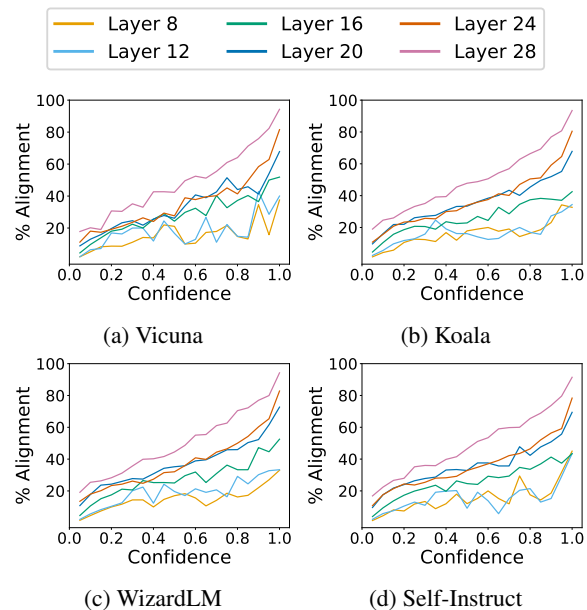 Layer 8 Layer 16 Layer 24
Layer 12 Layer 20 Layer 28
100
80
60
40
20
% Alignment
0.0 0.2 0.4 0.6 0.8 1.0
Confidence
(a) Vicuna
100
80
60
40
20
% Alignment
0.0 0.2 0.4 0.6 0.8 1.0
Confidence
(b) Koala
100
80
60
40
20
% Alignment
0.0 0.2 0.4 0.6 0.8 1.0
Confidence
(c) WizardLM
100
80
60
40
20
% Alignment
0.0 0.2 0.4 0.6 0.8 1.0
Confidence
(d) Self-Instruct